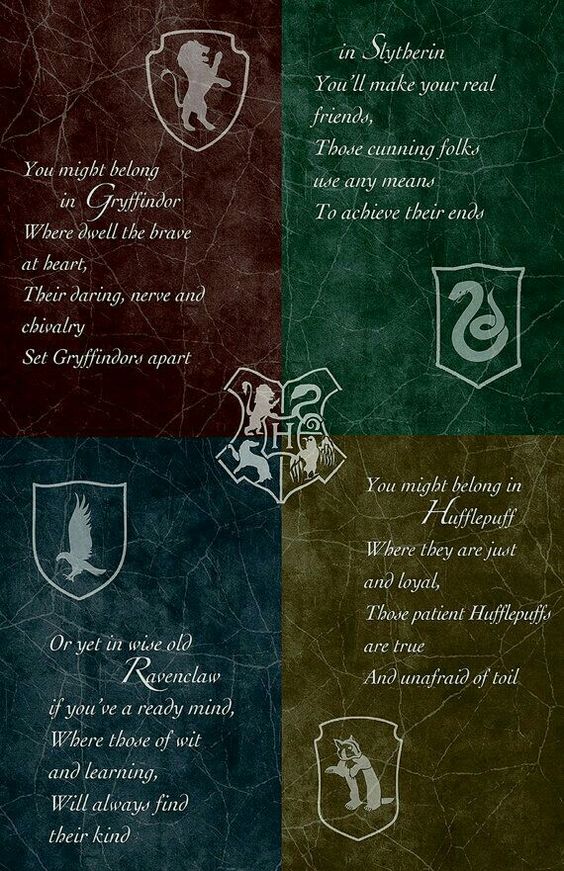 You might belong
in Gryffindor
Where dwell the brave
at heart,
Their daring, nerve and
chivalry
Set Gryffindors apart
in Slytherin
You'll make your real
friends,
Those cunning folks
use any means
To achieve their ends
H
Or yet in wise old
Ravenclaw
if you've a ready mind,
Where those of wit
and learning,
Will always find
their kind
You might belong in
Hufflepuff
Where they are just
and loyal,
Those patient Hufflepuffs
are true
And unafraid of toil